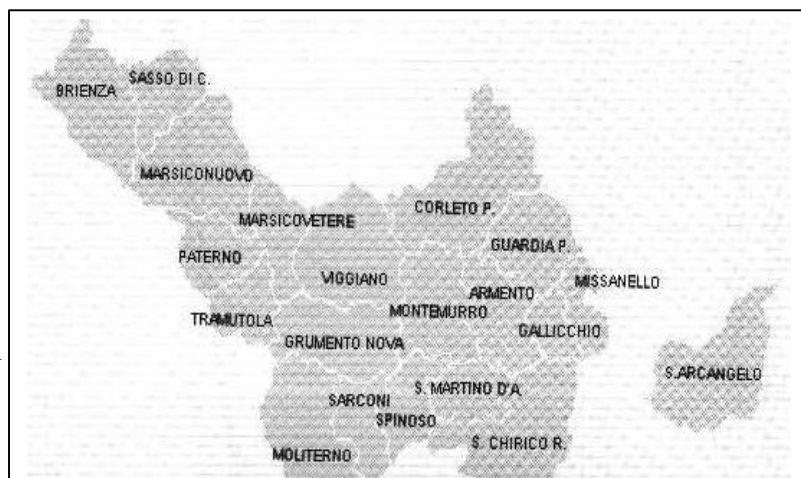 SASSO DI C.
BRIENZA
MARSICONUOVO
CORLETO P.
MARSICOVETERE
GUARDIA P.
PATERNO
VIGGIANO
MISSANELLO
ARMENTO
MONTEMURRO
TRAMUTOLA
GALLICCHIO
GRUMENTO NOVA
S.ARCANGELO
S. MARTINO D'A
SARCONI
SPINOSO
S. CHIRICO R.
MOLITERNO